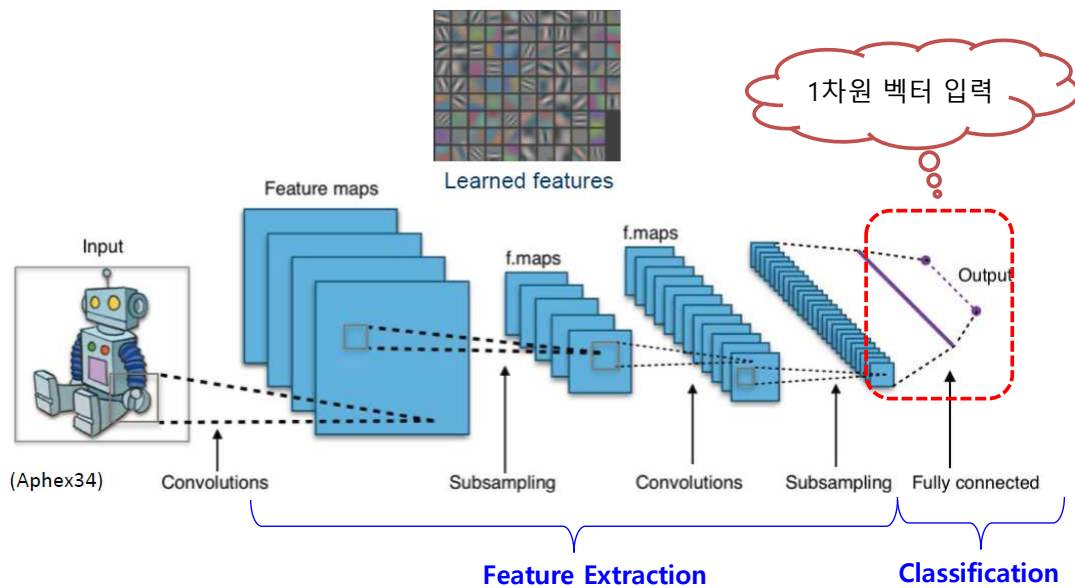 1차원 벡터 입력
Learned features
Feature maps
Input
f.maps
f.maps
Output
(Aphex34)
Convolutions
Subsampling
Convolutions
Subsampling
Fully connected
Feature Extraction
Classification